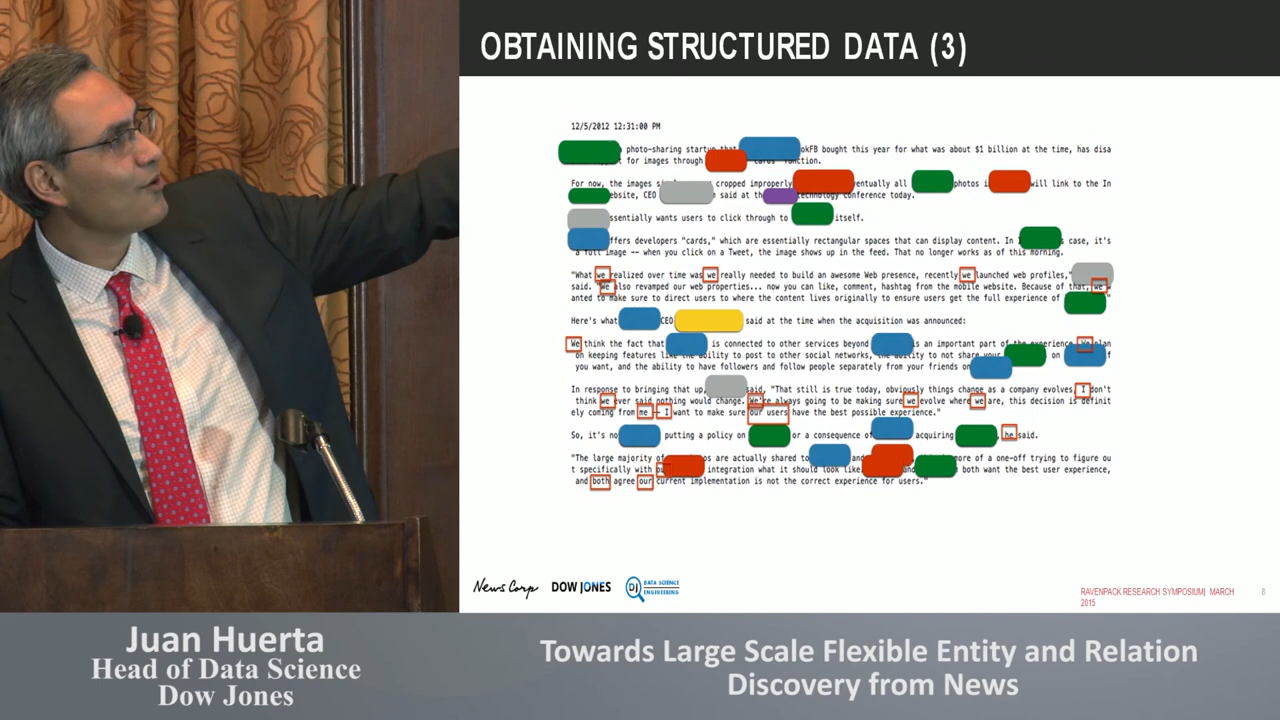 OBTAINING STRUCTURED DATA (3)
12/5/2012 12:31:00 PM
photo-sharing startup that okFB bought this year for what was about $1 billion at the time, has disa
t for images through "cards" function.
For now, the images cropped improperly entually all photos i will link to the In
ebsite, CEO said at th technology conference today.
ssentially wants users to click through to itself.
ffers developers "cards," which are essentially rectangular spaces that can display content. In I s case, it's
a full image -- when you click on a Tweet, the image shows up in the feed. That no longer works as of this morning.
"What we realized over time was we really needed to build an awesome Web presence, recently we launched web profiles,"
said. "We also revamped our web properties... now you can like, comment, hashtag from the mobile website. Because of that, we
anted to make sure to direct users to where the content lives originally to ensure users get the full experience of "
Here's what CEO said at the time when the acquisition was announced:
We think the fact that is connected to other services beyond is an important part of the experience. We plan
on keeping features like the ability to post to other social networks, the ability to not share your on f
you want, and the ability to have followers and follow people separately from your friends on
In response to bringing that up, said, "That still is true today, obviously things change as a company evolves. I don't
think we ever said nothing would change. We're always going to be making sure we evolve where we are, this decision is definit
ely coming from me -- I want to make sure our users have the best possible experience."
So, it's no putting a policy on or a consequence of acquiring , he said.
"The large majority of are actually shared to and more of a one-off trying to figure ou
t specifically with integration what it should look like. and both want the best user experience,
and both agree our current implementation is not the correct experience for users."
News Corp DOW JONES DJ DATA SCIENCE
ENGINEERING
RAVENPACK RESEARCH SYMPOSIUM| MARCH
2015
8
Juan Huerta
Head of Data Science
Dow Jones
Towards Large Scale Flexible Entity and Relation
Discovery from News